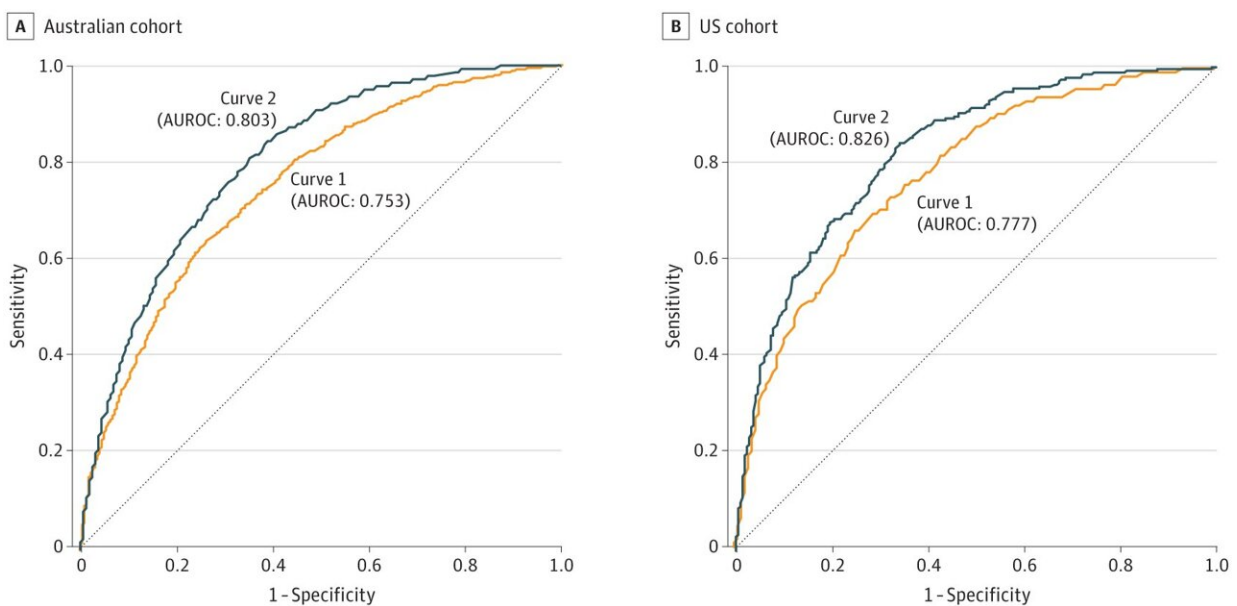 A Australian cohort
1.0
0.8
0.6
0.4
0.2
0
Sensitivity
Curve 2
(AUROC: 0.803)
Curve 1
(AUROC: 0.753)
0 0.2 0.4 0.6 0.8 1.0
1 – Specificity
B US cohort
1.0
0.8
0.6
0.4
0.2
0
Sensitivity
Curve 2
(AUROC: 0.826)
Curve 1
(AUROC: 0.777)
0 0.2 0.4 0.6 0.8 1.0
1 – Specificity